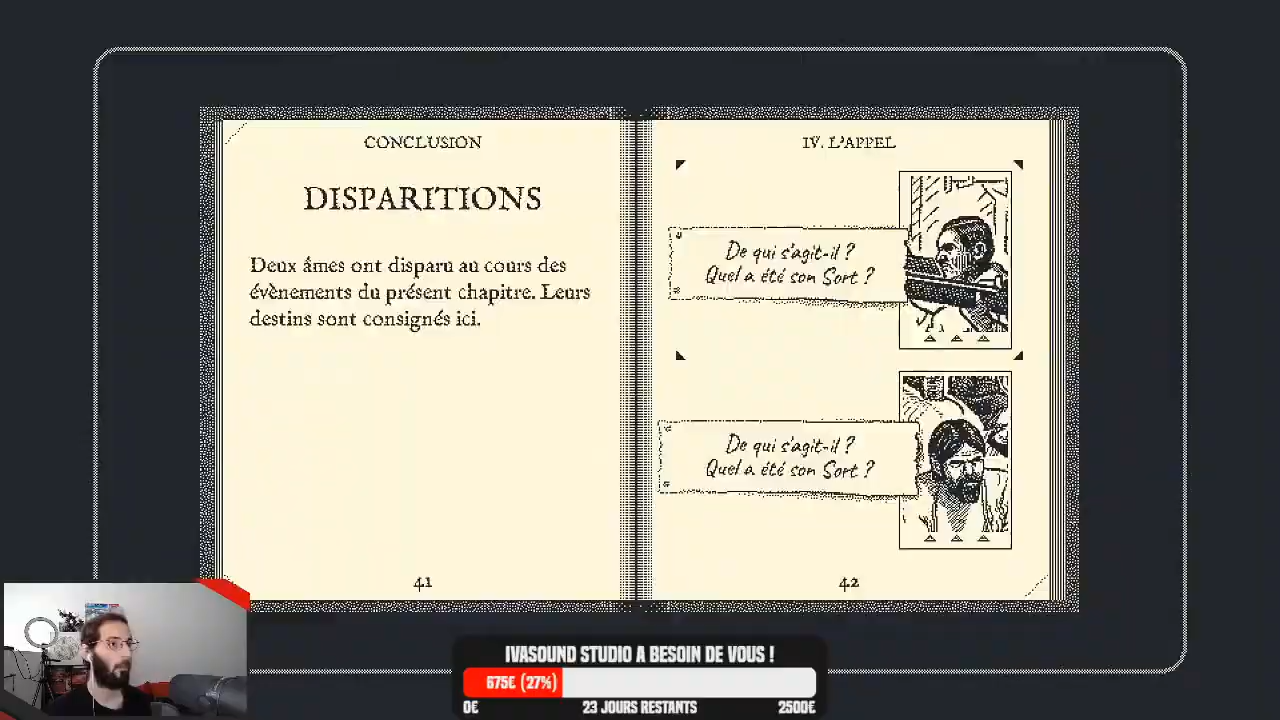 CONCLUSION
DISPARITIONS
Deux âmes ont disparu au cours des
évènements du présent chapitre. Leurs
destins sont consignés ici.
41
IV. L'APPEL
De qui s'agit-il ?
Quel a été son Sort ?
De qui s'agit-il ?
Quel a été son Sort ?
42
IVASOUND STUDIO A BESOIN DE VOUS !
675€ (27%)
0€ 23 JOURS RESTANTS 2500€